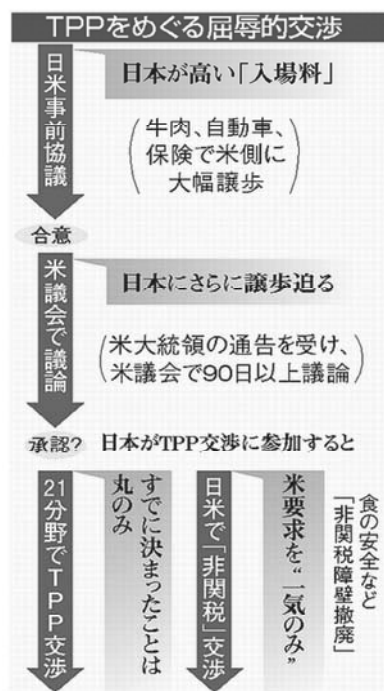 TPPをめぐる屈辱的交渉
日米事前協議
日本が高い「入場料」
牛肉、自動車、
保険で米側に
大幅譲歩
合意
米議会で議論
日本にさらに譲歩迫る
米大統領の通告を受け、
米議会で90日以上議論
承認?
日本がTPP交渉に参加すると
21分野でTPP交渉
すでに決まったことは
丸のみ
日米で「非関税」交渉
米要求を“一気のみ”
食の安全など
「非関税障壁撤廃」